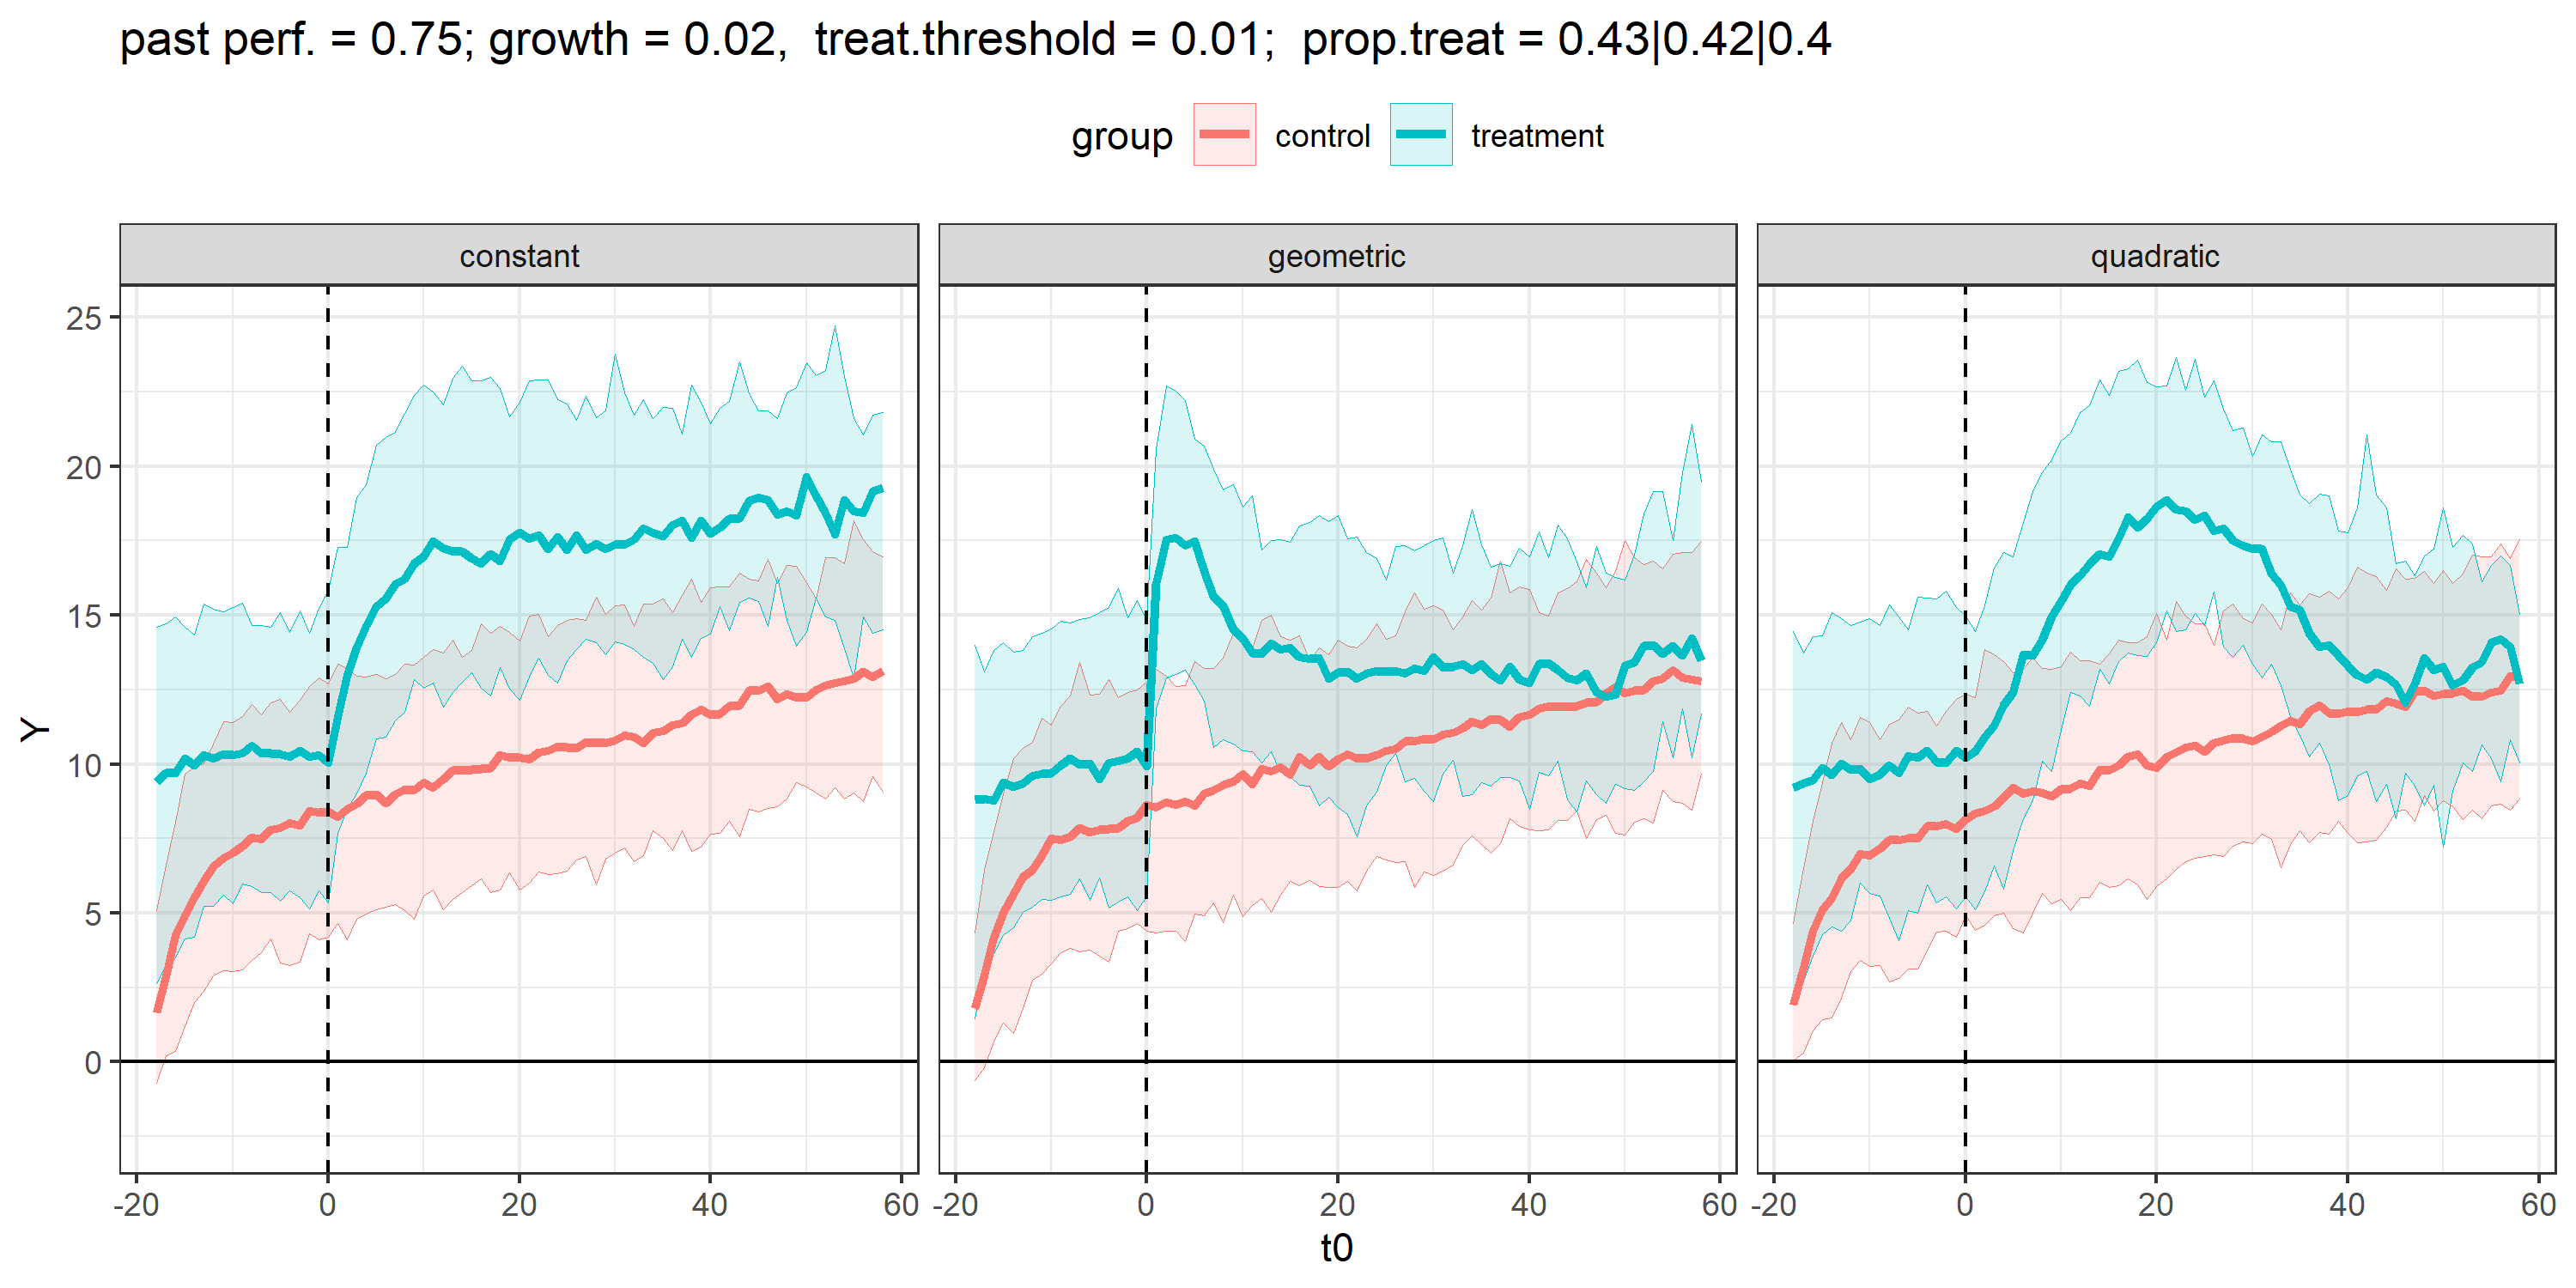 past perf. = 0.75; growth = 0.02,  treat.threshold = 0.01;  prop.treat = 0.43|0.42|0.4
group control treatment
constant geometric quadratic
25
20
15
10
5
0
Y
-20 0 20 40 60 -20 0 20 40 60 -20 0 20 40 60
t0